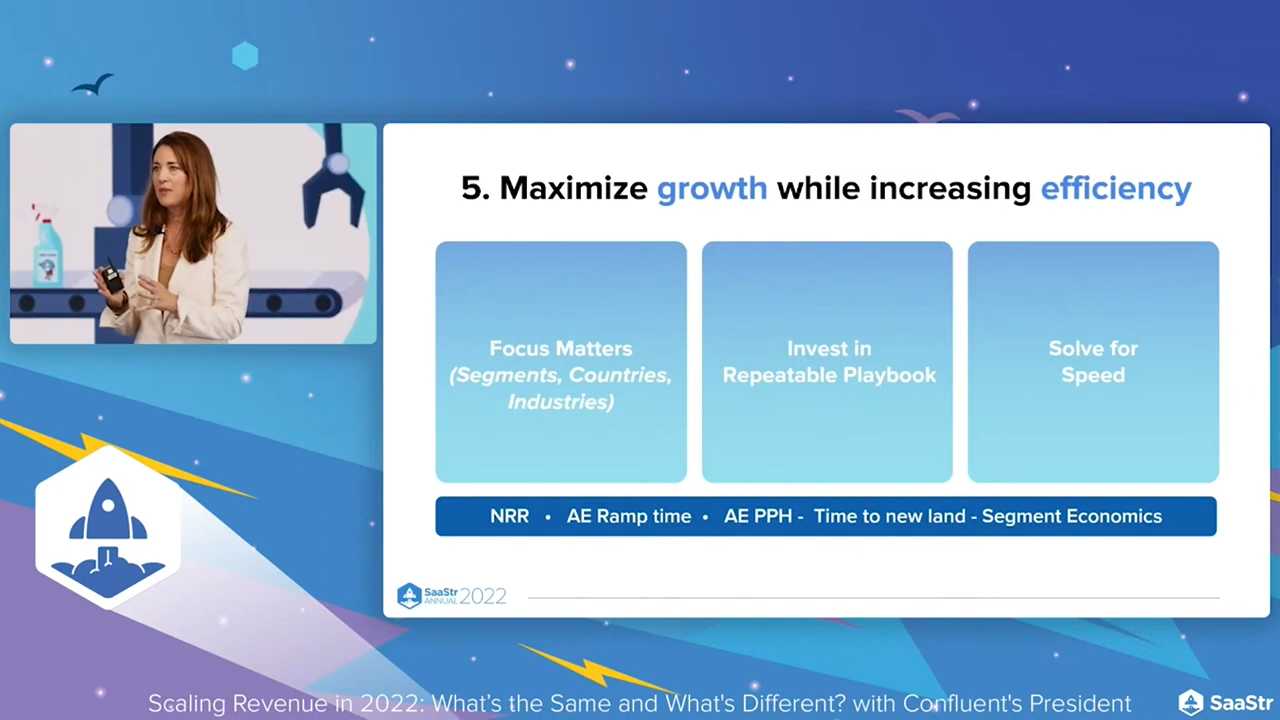 5. Maximize growth while increasing efficiency
Focus Matters
(Segments, Countries,
Industries)
Invest in
Repeatable Playbook
Solve for
Speed
NRR • AE Ramp time • AE PPH - Time to new land - Segment Economics
SaaStr
ANNUAL 2022
Scaling Revenue in 2022: What's the Same and What's Different? with Confluent's President
SaaStr